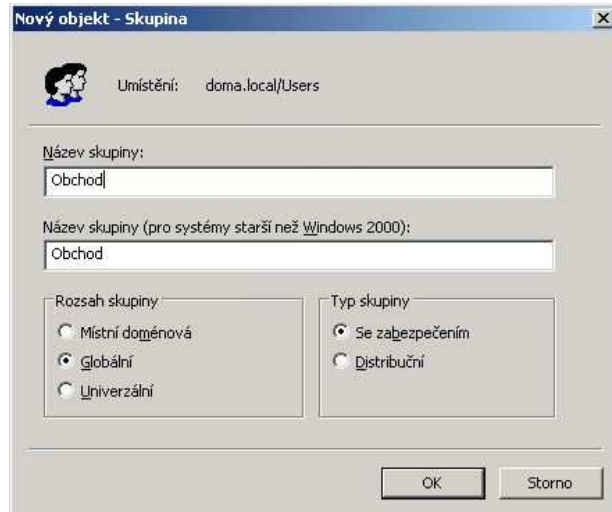 Nový objekt - Skupina
Umístění: doma.local/Users
Název skupiny:
Obchod
Název skupiny (pro systémy starší než Windows 2000):
Obchod
Rozsah skupiny
Místní doménová
Globální
Univerzální
Typ skupiny
Se zabezpečením
Distribuční
OK Storno